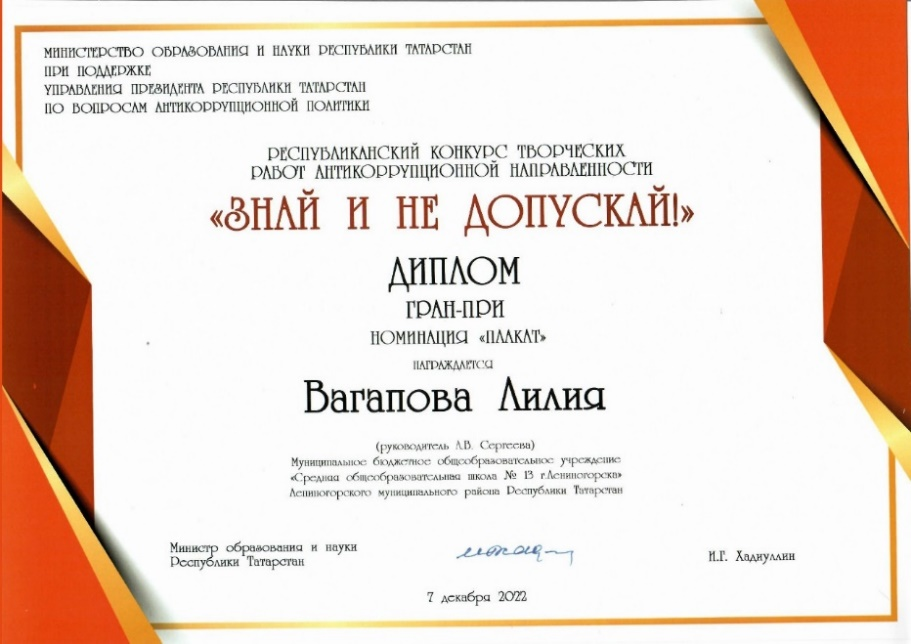 МИНИСТЕРСТВО ОБРАЗОВАНИЯ И НАУКИ РЕСПУБЛИКИ ТАТАРСТАН
ПРИ ПОДДЕРЖКЕ
УПРАВЛЕНИЯ ПРЕЗИДЕНТА РЕСПУБЛИКИ ТАТАРСТАН
ПО ВОПРОСАМ АНТИКОРРУПЦИОННОЙ ПОЛИТИКИ
РЕСПУБЛИКАНСКИЙ КОНКУРС ТВОРЧЕСКИХ
РАБОТ АНТИКОРРУПЦИОННОЙ НАПРАВЛЕННОСТИ
«ЗНАЙ И НЕ ДОПУСКАЙ!»
ДИПЛОМ
ГРАН-ПРИ
НОМИНАЦИЯ «ПЛАКАТ»
НАГРАЖДАЕТСЯ
Вагапова Лилия
(руководитель Л.В. Сергеева)
Муниципальное бюджетное общеобразовательное учреждение
«Средняя общеобразовательная школа № 13 г.Лениногорска»
Лениногорского муниципального района Республики Татарстан
Министр образования и науки
Республики Татарстан
И.Г. Хадиуллин
7 декабря 2022